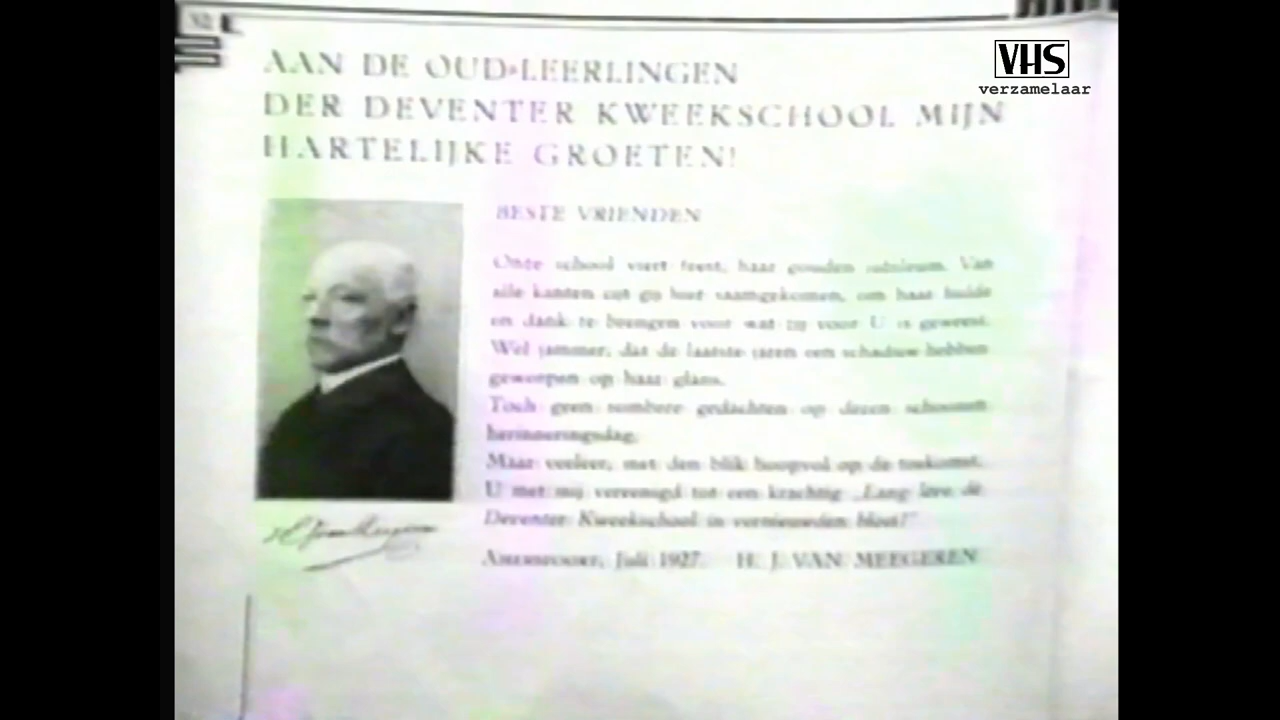 VHS
verzamelaar
AAN DE OUD-LEERLINGEN
DER DEVENTER KWEEKSCHOOL MIJN
HARTELIJKE GROETEN!
BESTE VRIENDEN
Onze school viert feest, haar gouden jubileum. Van
alle kanten zijt gij hier saamgekomen, om haar hulde
en dank te brengen voor wat zij voor U is geweest.
Wel jammer, dat de laatste jaren een schaduw hebben
geworpen op haar glans.
Toch geen sombere gedachten op dezen schoonen
herinneringsdag.
Maar veeleer, met den blik hoopvol op de toekomst,
U met mij vereenigd tot een krachtig „Lang leve de
Deventer Kweekschool in vernieuwden bloei!"
Amersfoort, Juli 1927. H. J. VAN MEEGEREN